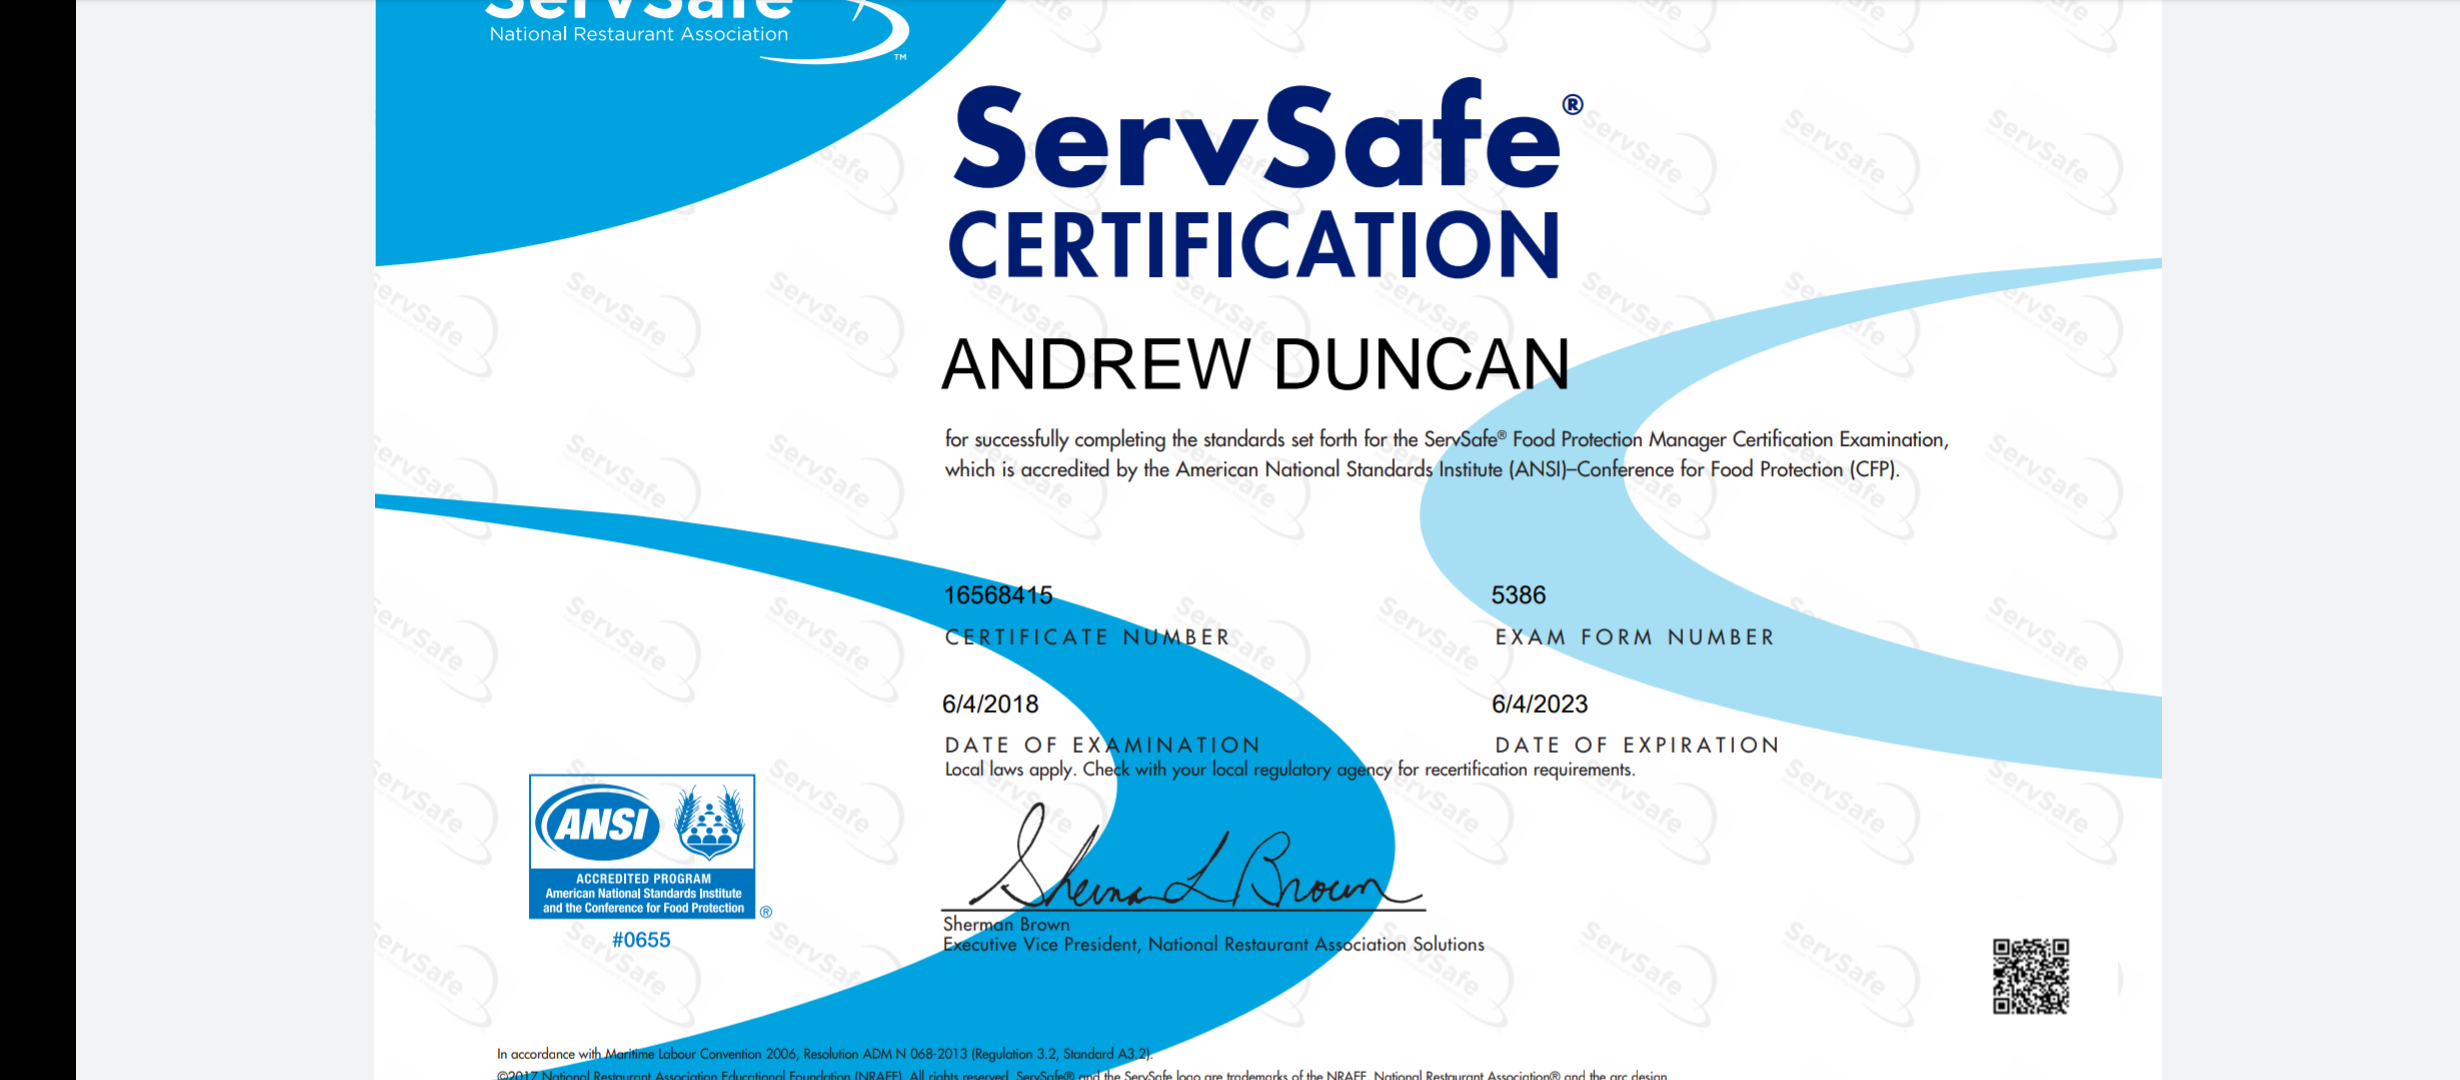 ServSafe
National Restaurant Association
™
ServSafe®
CERTIFICATION
ANDREW DUNCAN
for successfully completing the standards set forth for the ServSafe® Food Protection Manager Certification Examination,
which is accredited by the American National Standards Institute (ANSI)–Conference for Food Protection (CFP).
16568415
5386
CERTIFICATE NUMBER
EXAM FORM NUMBER
6/4/2018
6/4/2023
DATE OF EXAMINATION
DATE OF EXPIRATION
Local laws apply. Check with your local regulatory agency for recertification requirements.
ANSI
ACCREDITED PROGRAM
American National Standards Institute
and the Conference for Food Protection
®
#0655
Sherman Brown
Executive Vice President, National Restaurant Association Solutions
In accordance with Maritime Labour Convention 2006, Resolution ADM N 068-2013 (Regulation 3.2, Standard A3.2).
©2017 National Restaurant Association Educational Foundation (NRAEF). All rights reserved. ServSafe® and the ServSafe logo are trademarks of the NRAEF. National Restaurant Association® and the arc design